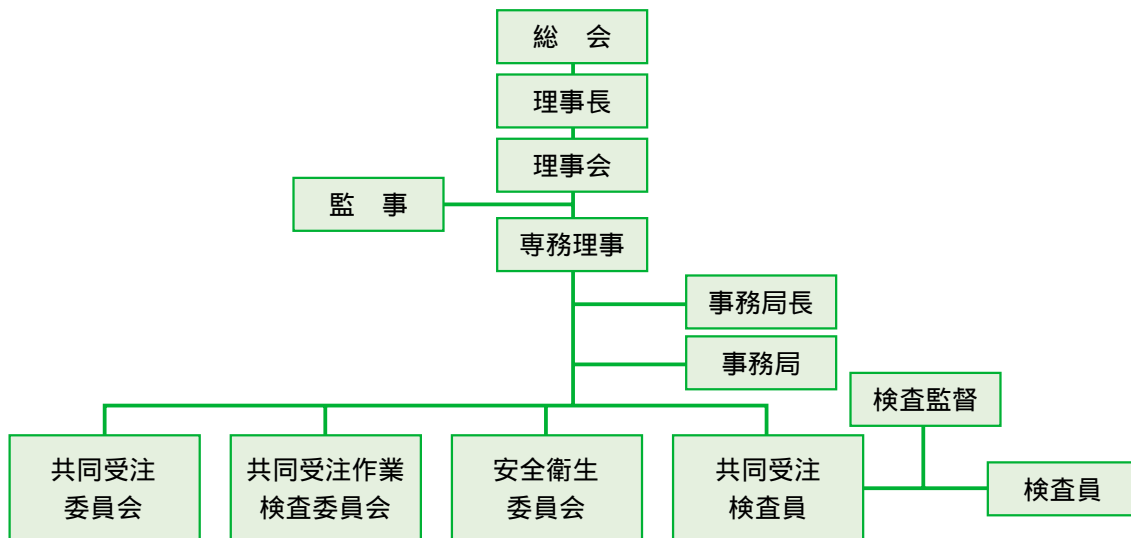 総　会
理事長
理事会
監　事
専務理事
事務局長
事務局
検査監督
共同受注
委員会
共同受注作業
検査委員会
安全衛生
委員会
共同受注
検査員
検査員